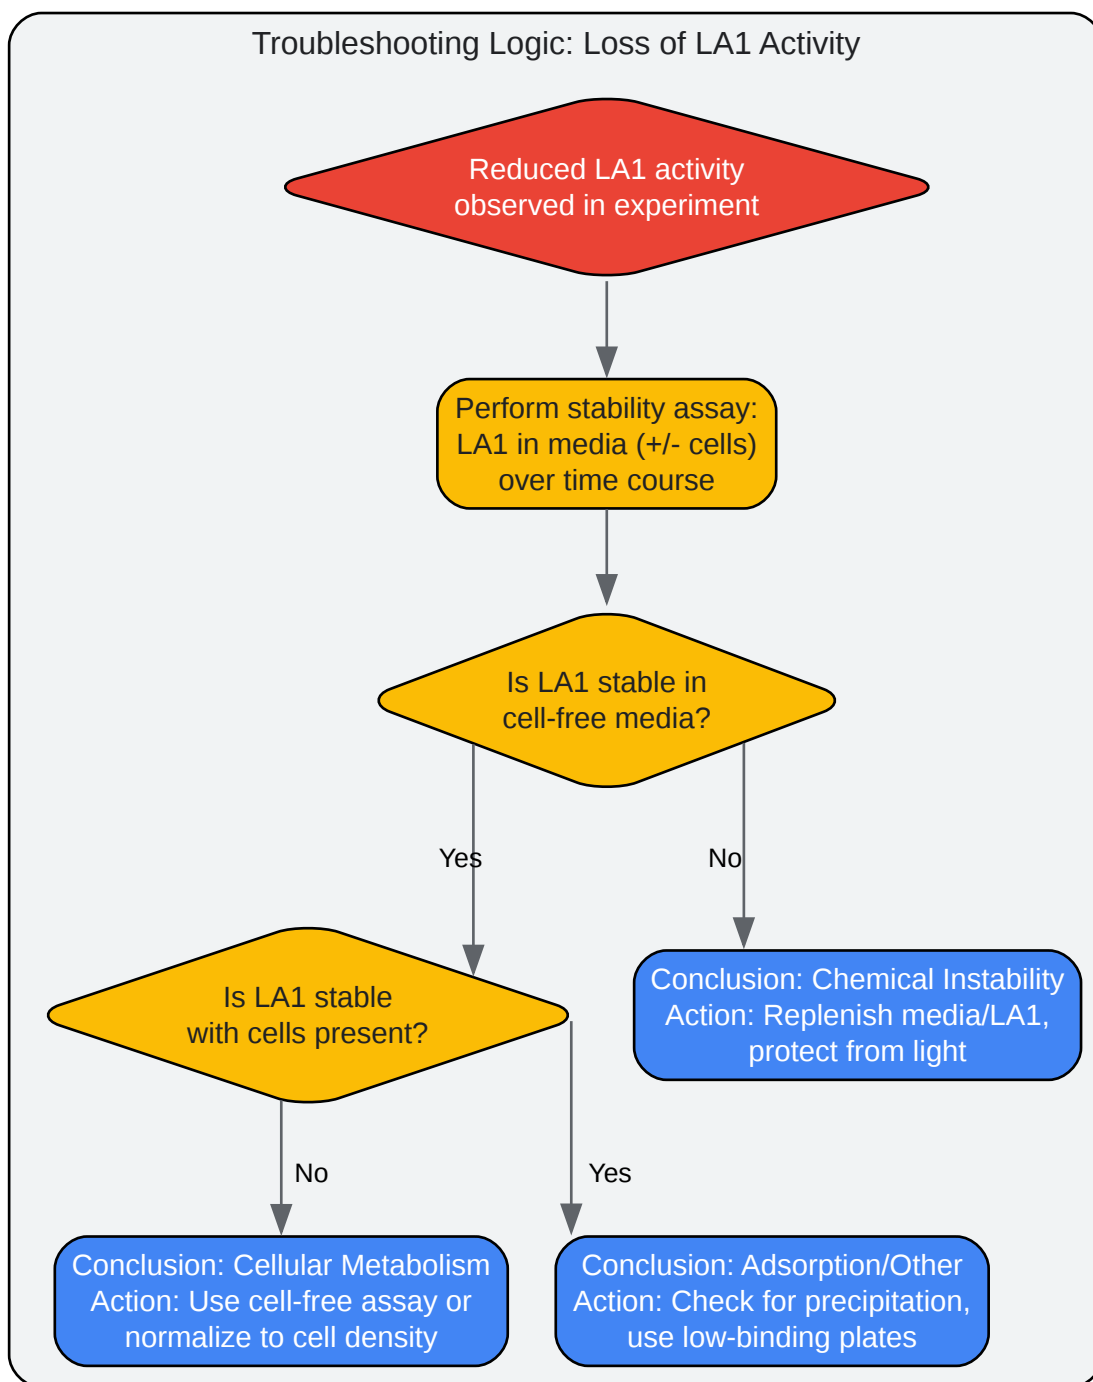 Troubleshooting Logic: Loss of LA1 Activity
Reduced LA1 activity
observed in experiment
Perform stability assay:
LA1 in media (+/- cells)
over time course
Is LA1 stable in
cell-free media?
Yes
No
Is LA1 stable
with cells present?
Conclusion: Chemical Instability
Action: Replenish media/LA1,
protect from light
No
Yes
Conclusion: Cellular Metabolism
Action: Use cell-free assay or
normalize to cell density
Conclusion: Adsorption/Other
Action: Check for precipitation,
use low-binding plates